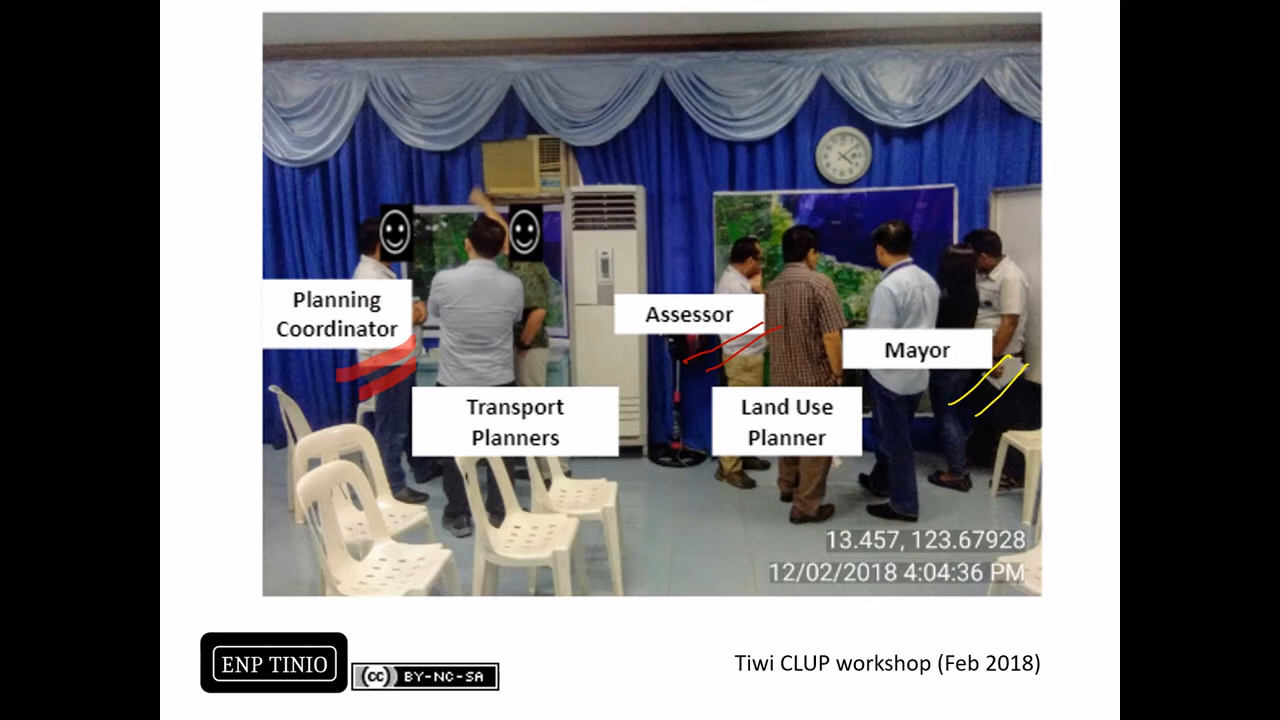 Planning
Coordinator
Transport
Planners
Assessor
Land Use
Planner
Mayor
13.457, 123.67928
12/02/2018 4:04:36 PM
ENP TINIO
cc BY-NC-SA
Tiwi CLUP workshop (Feb 2018)